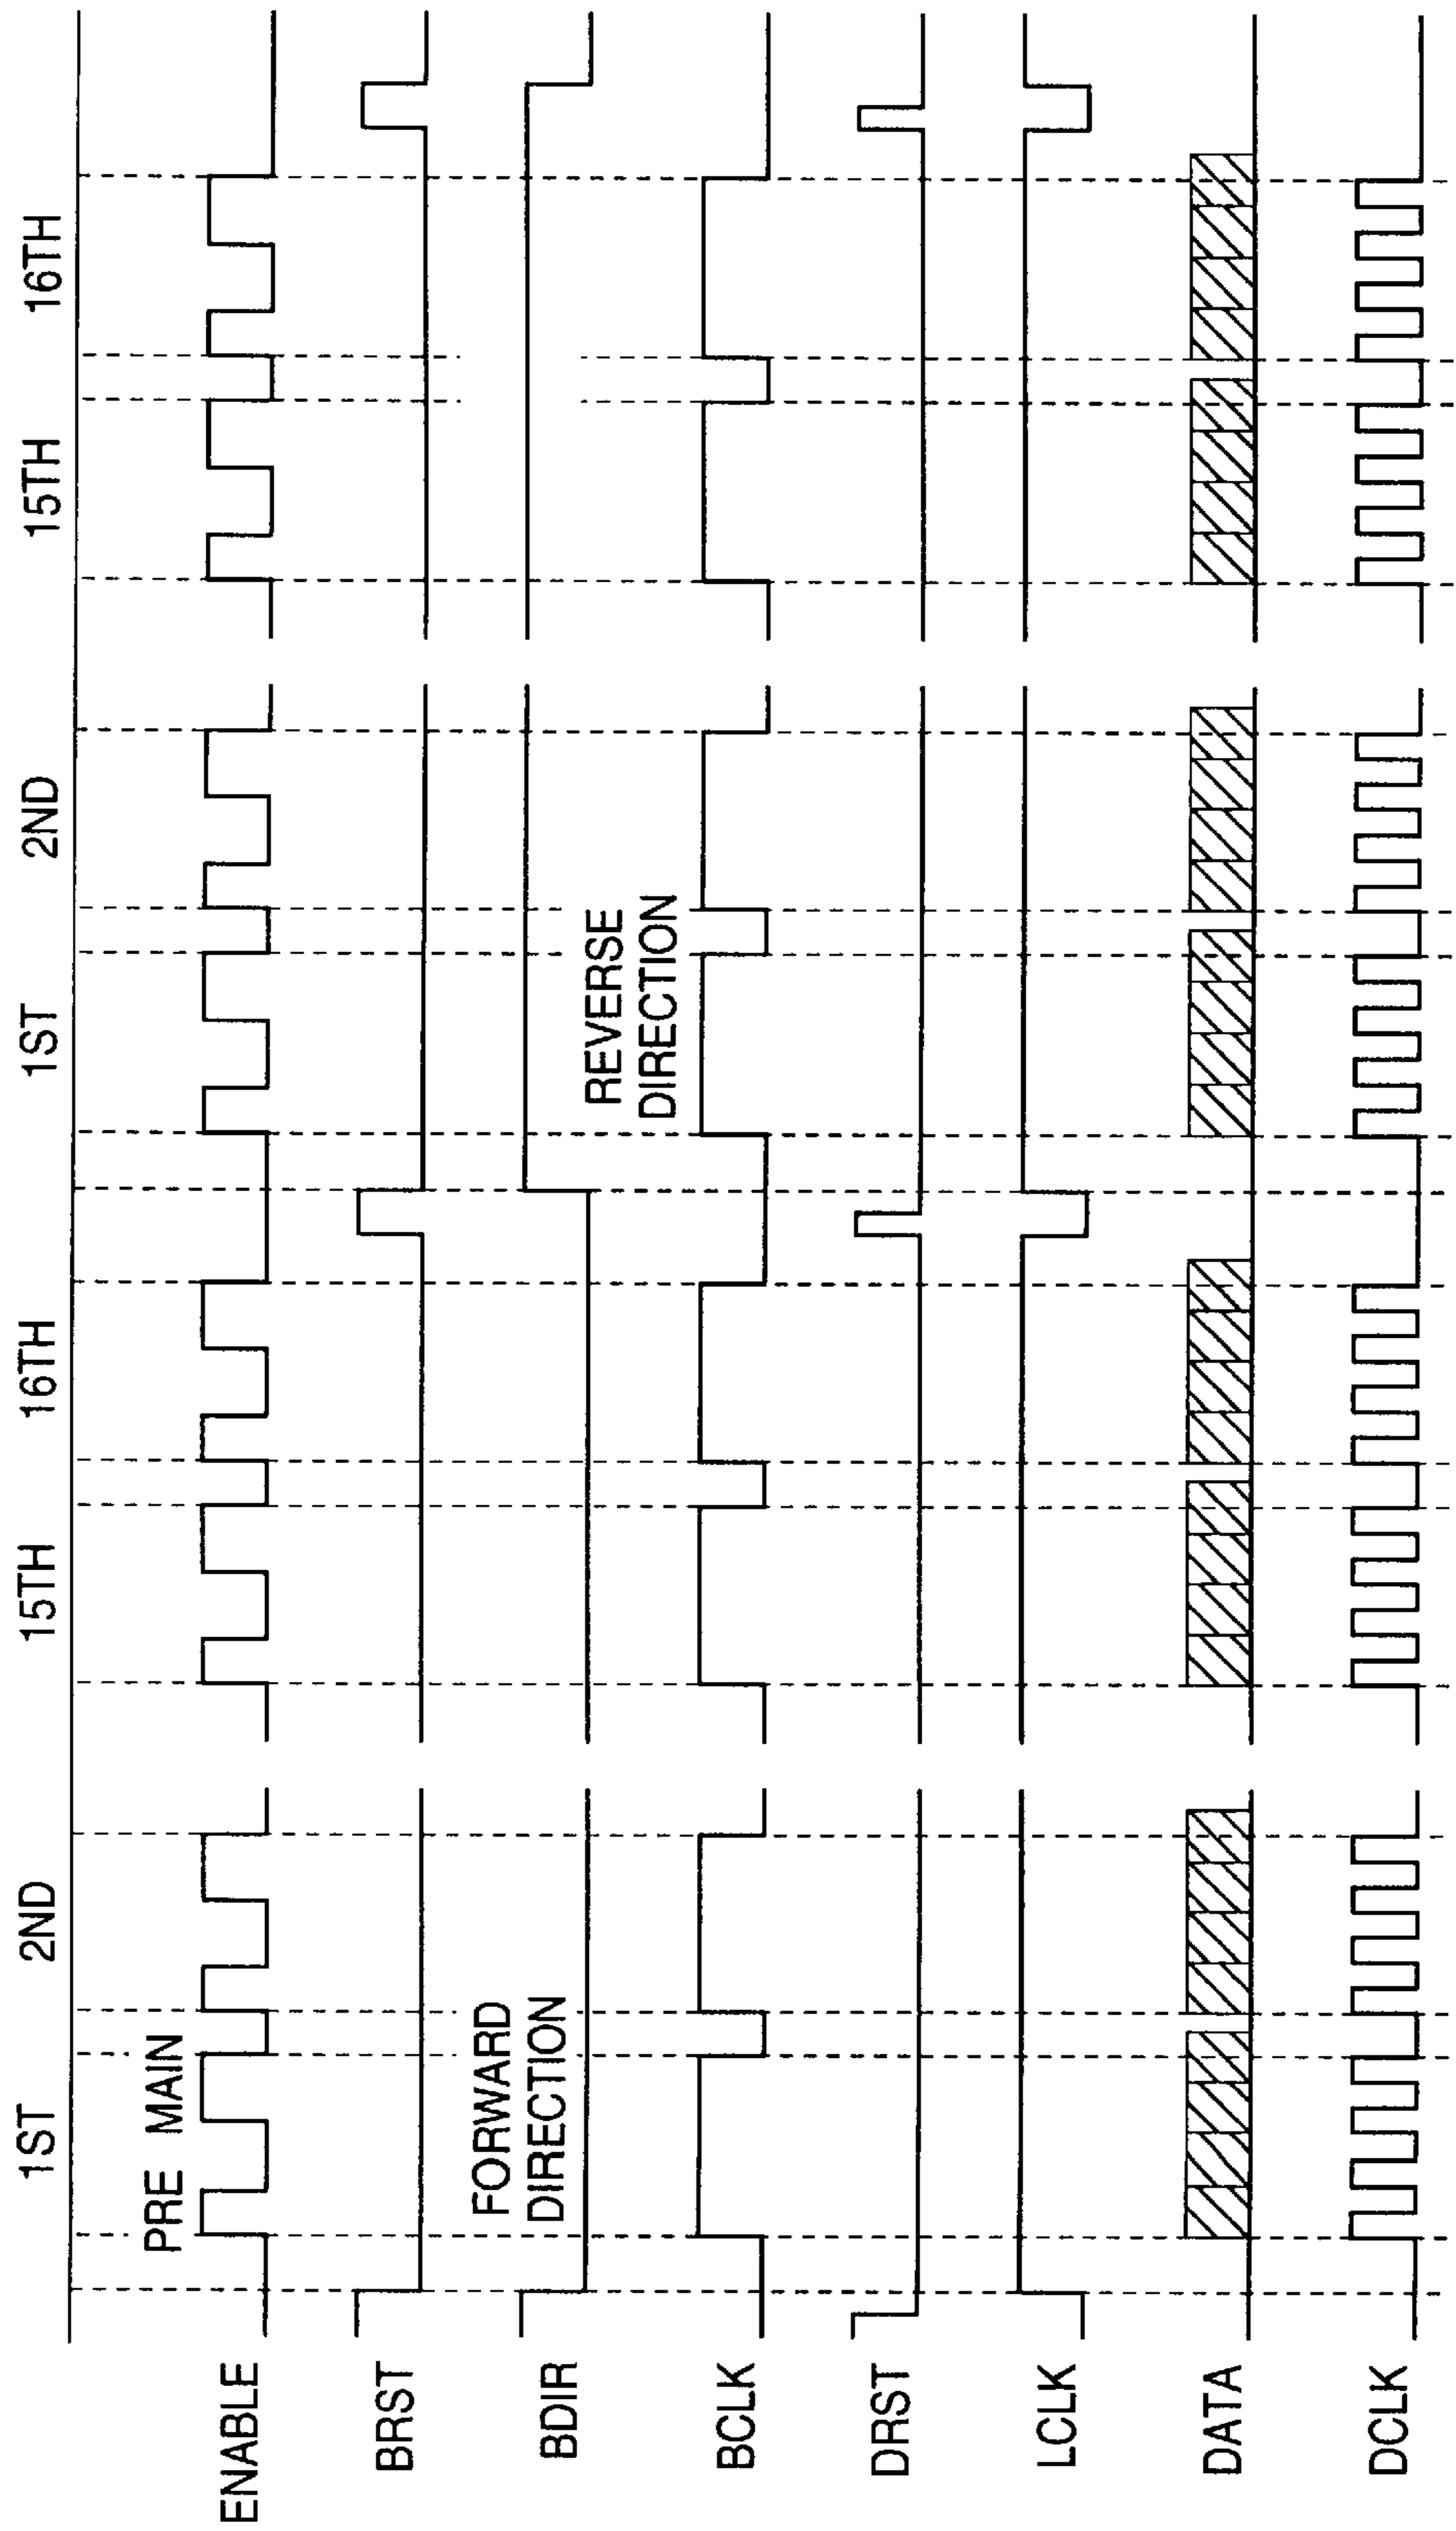 1ST
2ND
15TH
16TH
1ST
2ND
15TH
16TH
ENABLE
PRE MAIN
BRST
BDIR
FORWARD
DIRECTION
REVERSE
DIRECTION
BCLK
DRST
LCLK
DATA
DCLK